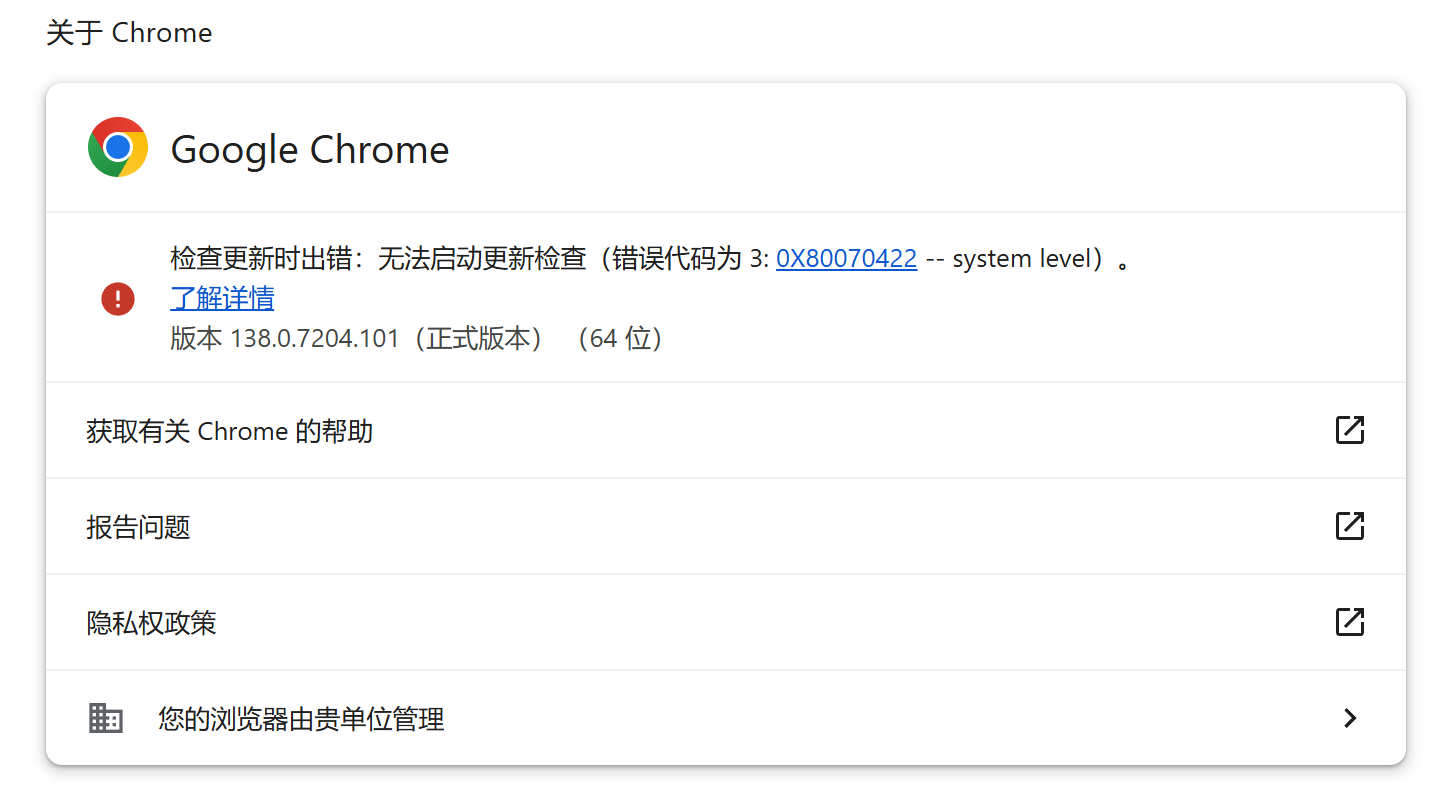 关于 Chrome
Google Chrome
检查更新时出错：无法启动更新检查（错误代码为 3: 0X80070422 -- system level）。
了解详情
版本 138.0.7204.101（正式版本） （64 位）
获取有关 Chrome 的帮助
报告问题
隐私权政策
您的浏览器由贵单位管理